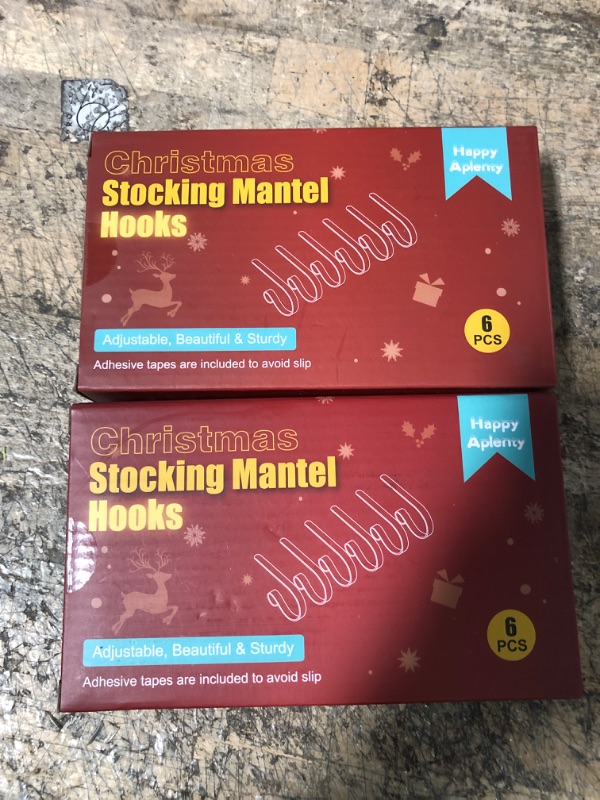 Christmas
Stocking Mantel
Hooks
Happy
Aplenty
Adjustable, Beautiful & Sturdy
Adhesive tapes are included to avoid slip
6
PCS
Christmas
Stocking Mantel
Hooks
Happy
Aplenty
Adjustable, Beautiful & Sturdy
Adhesive tapes are included to avoid slip
6
PCS